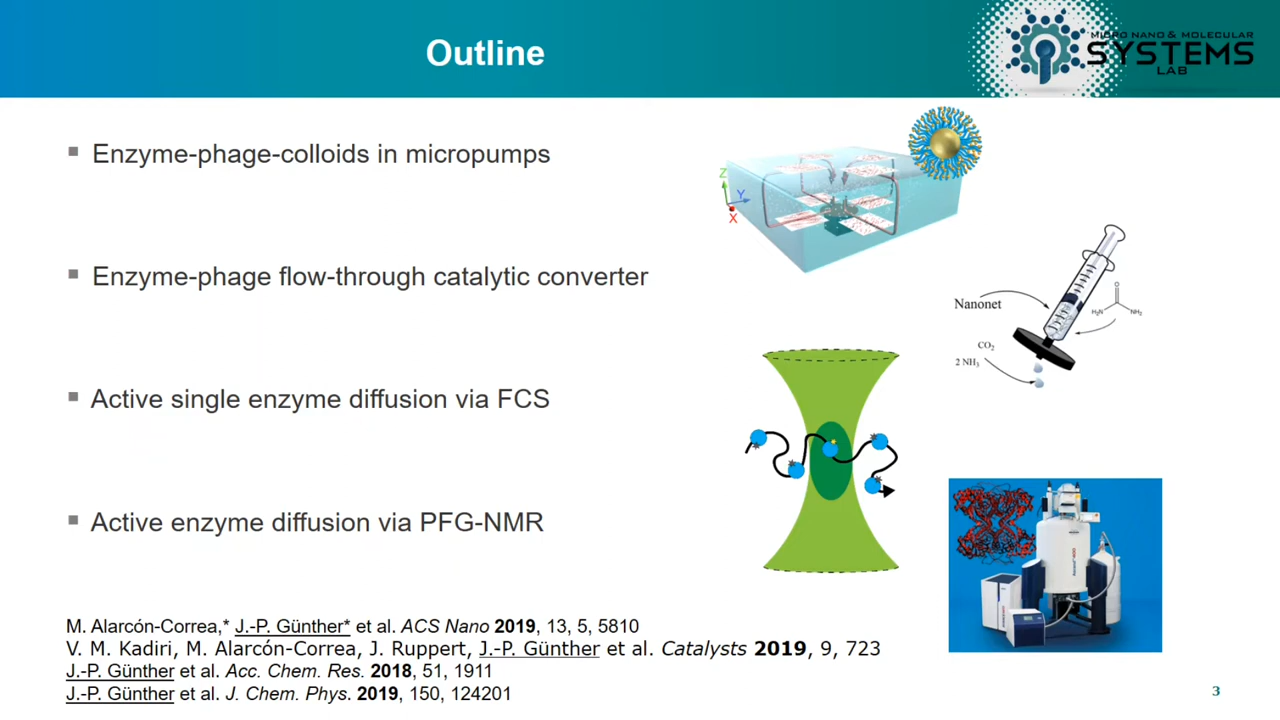 Outline
MICRO NANO & MOLECULAR
SYSTEMS
LAB
▪ Enzyme-phage-colloids in micropumps
Z
Y
X
▪ Enzyme-phage flow-through catalytic converter
Nanonet
O
H₂N
NH₂
CO₂
2 NH₃
▪ Active single enzyme diffusion via FCS
▪ Active enzyme diffusion via PFG-NMR
M. Alarcón-Correa,* J.-P. Günther* et al. ACS Nano 2019, 13, 5, 5810
V. M. Kadiri, M. Alarcón-Correa, J. Ruppert, J.-P. Günther et al. Catalysts 2019, 9, 723
J.-P. Günther et al. Acc. Chem. Res. 2018, 51, 1911
J.-P. Günther et al. J. Chem. Phys. 2019, 150, 124201
3